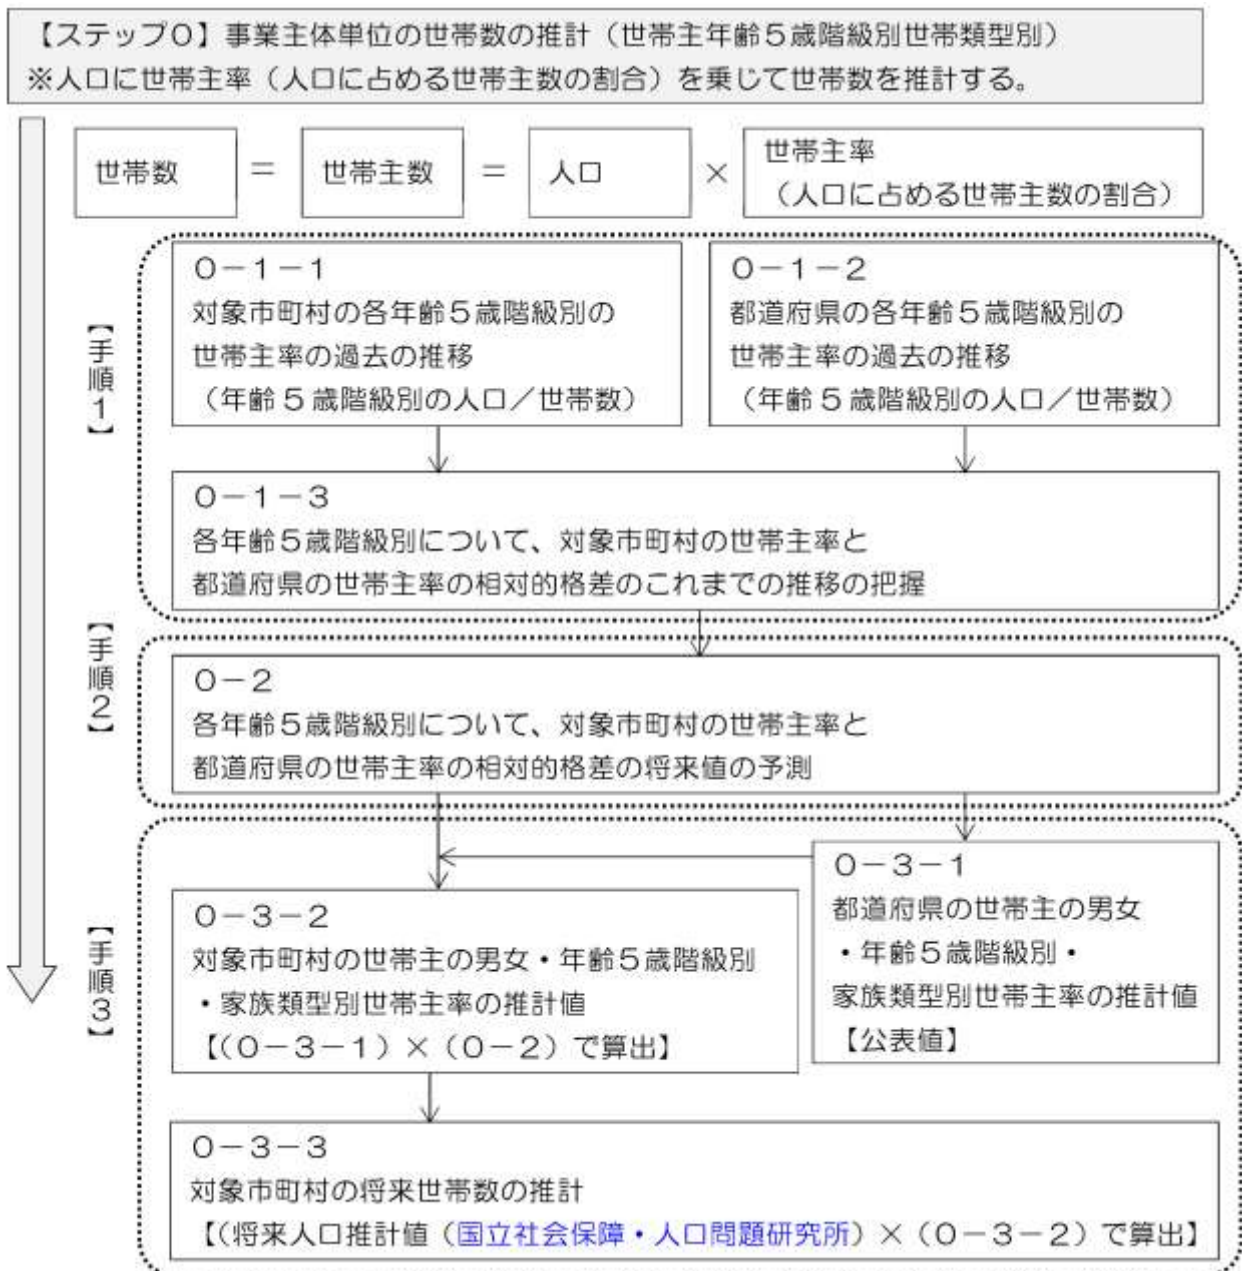 【ステップ０】事業主体単位の世帯数の推計（世帯主年齢５歳階級別世帯類型別）
※人口に世帯主率（人口に占める世帯主数の割合）を乗じて世帯数を推計する。
世帯数 ＝ 世帯主数 ＝ 人口 × 世帯主率
（人口に占める世帯主数の割合）
【手順１】
０－１－１
対象市町村の各年齢５歳階級別の
世帯主率の過去の推移
（年齢５歳階級別の人口／世帯数）
０－１－２
都道府県の各年齢５歳階級別の
世帯主率の過去の推移
（年齢５歳階級別の人口／世帯数）
０－１－３
各年齢５歳階級別について、対象市町村の世帯主率と
都道府県の世帯主率の相対的格差のこれまでの推移の把握
【手順２】
０－２
各年齢５歳階級別について、対象市町村の世帯主率と
都道府県の世帯主率の相対的格差の将来値の予測
【手順３】
０－３－１
都道府県の世帯主の男女
・年齢５歳階級別・
家族類型別世帯主率の推計値
【公表値】
０－３－２
対象市町村の世帯主の男女・年齢５歳階級別
・家族類型別世帯主率の推計値
【（０－３－１）×（０－２）で算出】
０－３－３
対象市町村の将来世帯数の推計
【（将来人口推計値（国立社会保障・人口問題研究所）×（０－３－２）で算出】